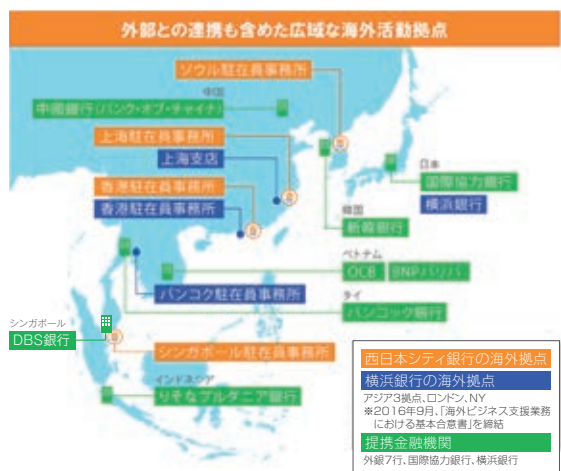 外部との連携も含めた広域な海外活動拠点
ソウル駐在員事務所
中国
中國銀行(バンク・オブ・チャイナ)
上海駐在員事務所
上海支店
香港駐在員事務所
香港駐在員事務所
日本
国際協力銀行
横浜銀行
韓国
新韓銀行
ベトナム
OCB
BNPパリバ
バンコク駐在員事務所
タイ
バンコック銀行
シンガポール
DBS銀行
シンガポール駐在員事務所
インドネシア
りそなプルダニア銀行
西日本シティ銀行の海外拠点
横浜銀行の海外拠点
アジア3拠点、ロンドン、NY
※2016年9月、「海外ビジネス支援業務
における基本合意書」を締結
提携金融機関
外銀7行、国際協力銀行、横浜銀行